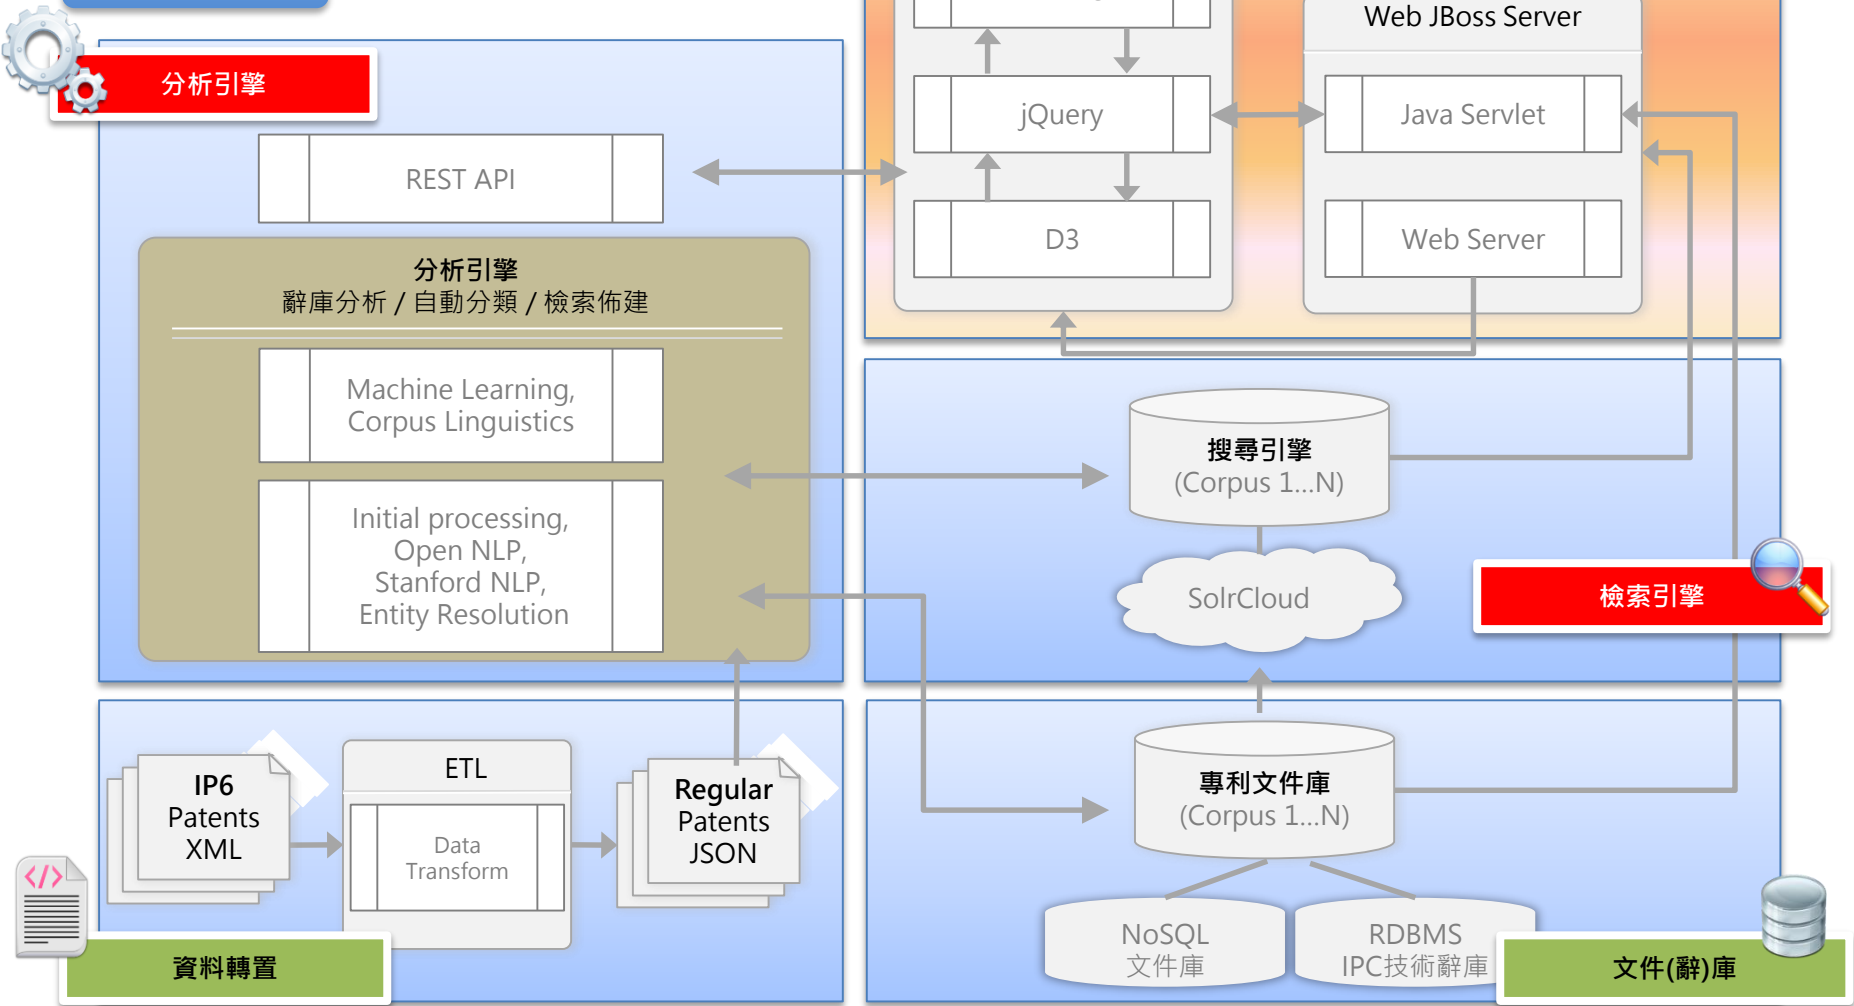 Web JBoss Server
分析引擎
jQuery
Java Servlet
REST API
D3
Web Server
分析引擎
辭庫分析 / 自動分類 / 檢索佈建
Machine Learning,
Corpus Linguistics
搜尋引擎
(Corpus 1...N)
Initial processing,
Open NLP,
Stanford NLP,
Entity Resolution
SolrCloud
檢索引擎
IP6
Patents
XML
ETL
Data
Transform
Regular
Patents
JSON
專利文件庫
(Corpus 1...N)
</>
NoSQL
文件庫
RDBMS
IPC技術辭庫
資料轉置
文件(辭)庫